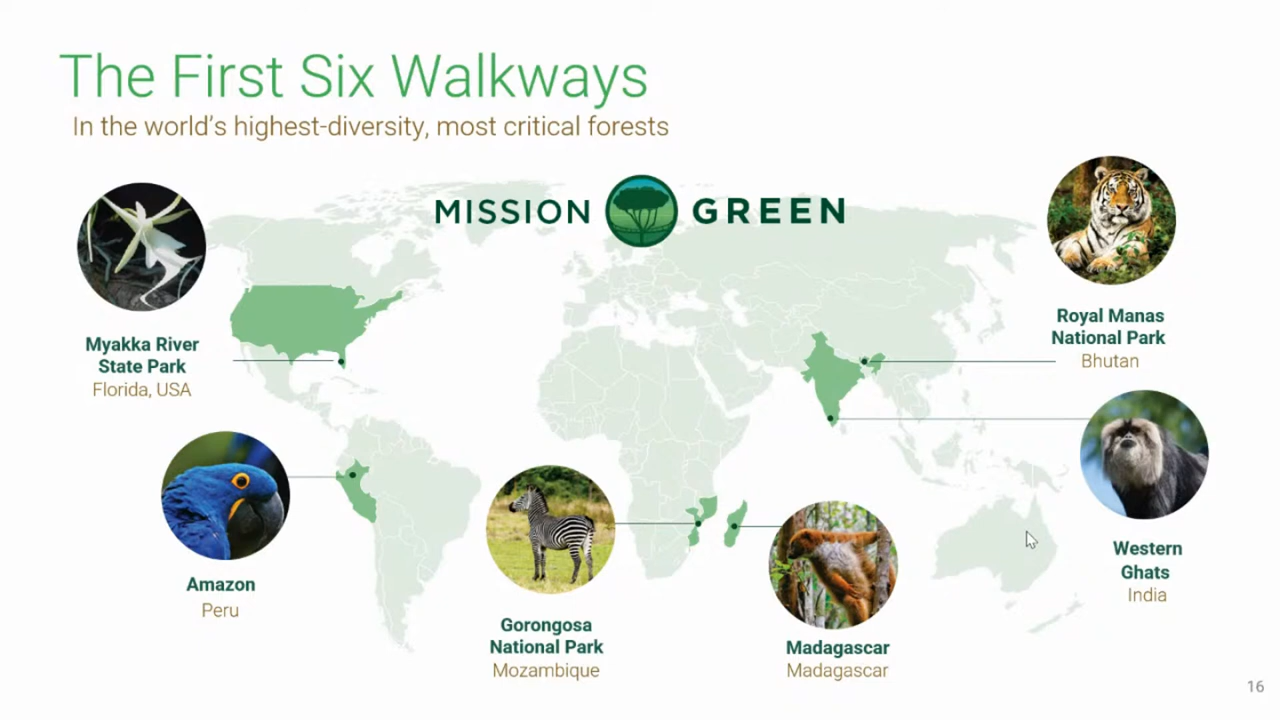 The First Six Walkways
In the world's highest-diversity, most critical forests
MISSION GREEN
Myakka River
State Park
Florida, USA
Royal Manas
National Park
Bhutan
Amazon
Peru
Gorongosa
National Park
Mozambique
Madagascar
Madagascar
Western
Ghats
India
16